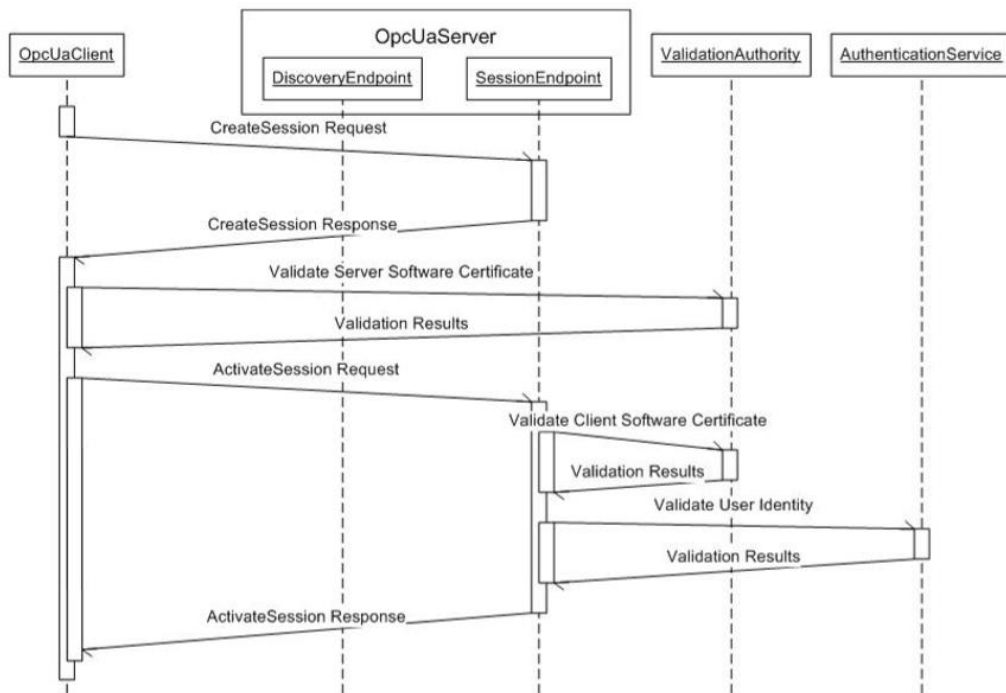 OpcUaServer
OpcUaClient
DiscoveryEndpoint
SessionEndpoint
ValidationAuthority
AuthenticationService
CreateSession Request
CreateSession Response
Validate Server Software Certificate
Validation Results
ActivateSession Request
Validate Client Software Certificate
Validation Results
Validate User Identity
Validation Results
ActivateSession Response